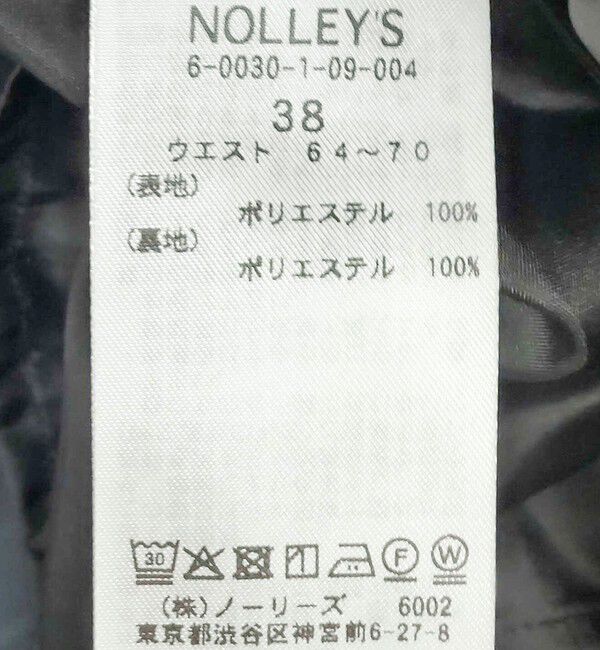 NOLLEY'S
6-0030-1-09-004
38
ウエスト 64～70
(表地)
ポリエステル 100%
(裏地)
ポリエステル 100%
30 F W
(株)ノーリーズ 6002
東京都渋谷区神宮前6-27-8